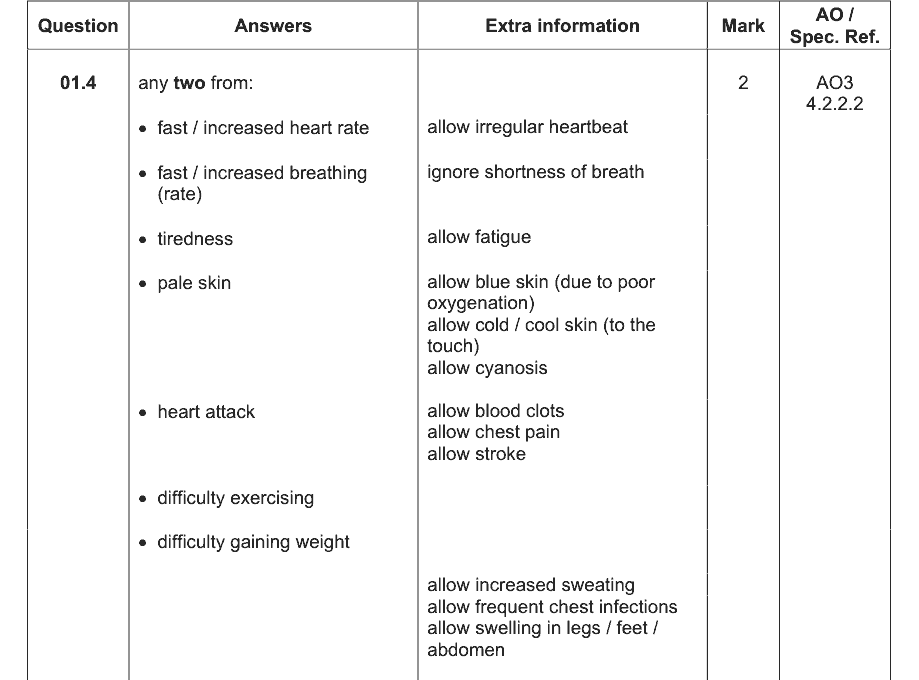 Question Answers Extra information Mark AO /
Spec. Ref.
01.4 any two from: 2 AO3
4.2.2.2
• fast / increased heart rate allow irregular heartbeat
• fast / increased breathing ignore shortness of breath
(rate)
• tiredness allow fatigue
• pale skin allow blue skin (due to poor
oxygenation)
allow cold / cool skin (to the
touch)
allow cyanosis
• heart attack allow blood clots
allow chest pain
allow stroke
• difficulty exercising
• difficulty gaining weight
allow increased sweating
allow frequent chest infections
allow swelling in legs / feet /
abdomen